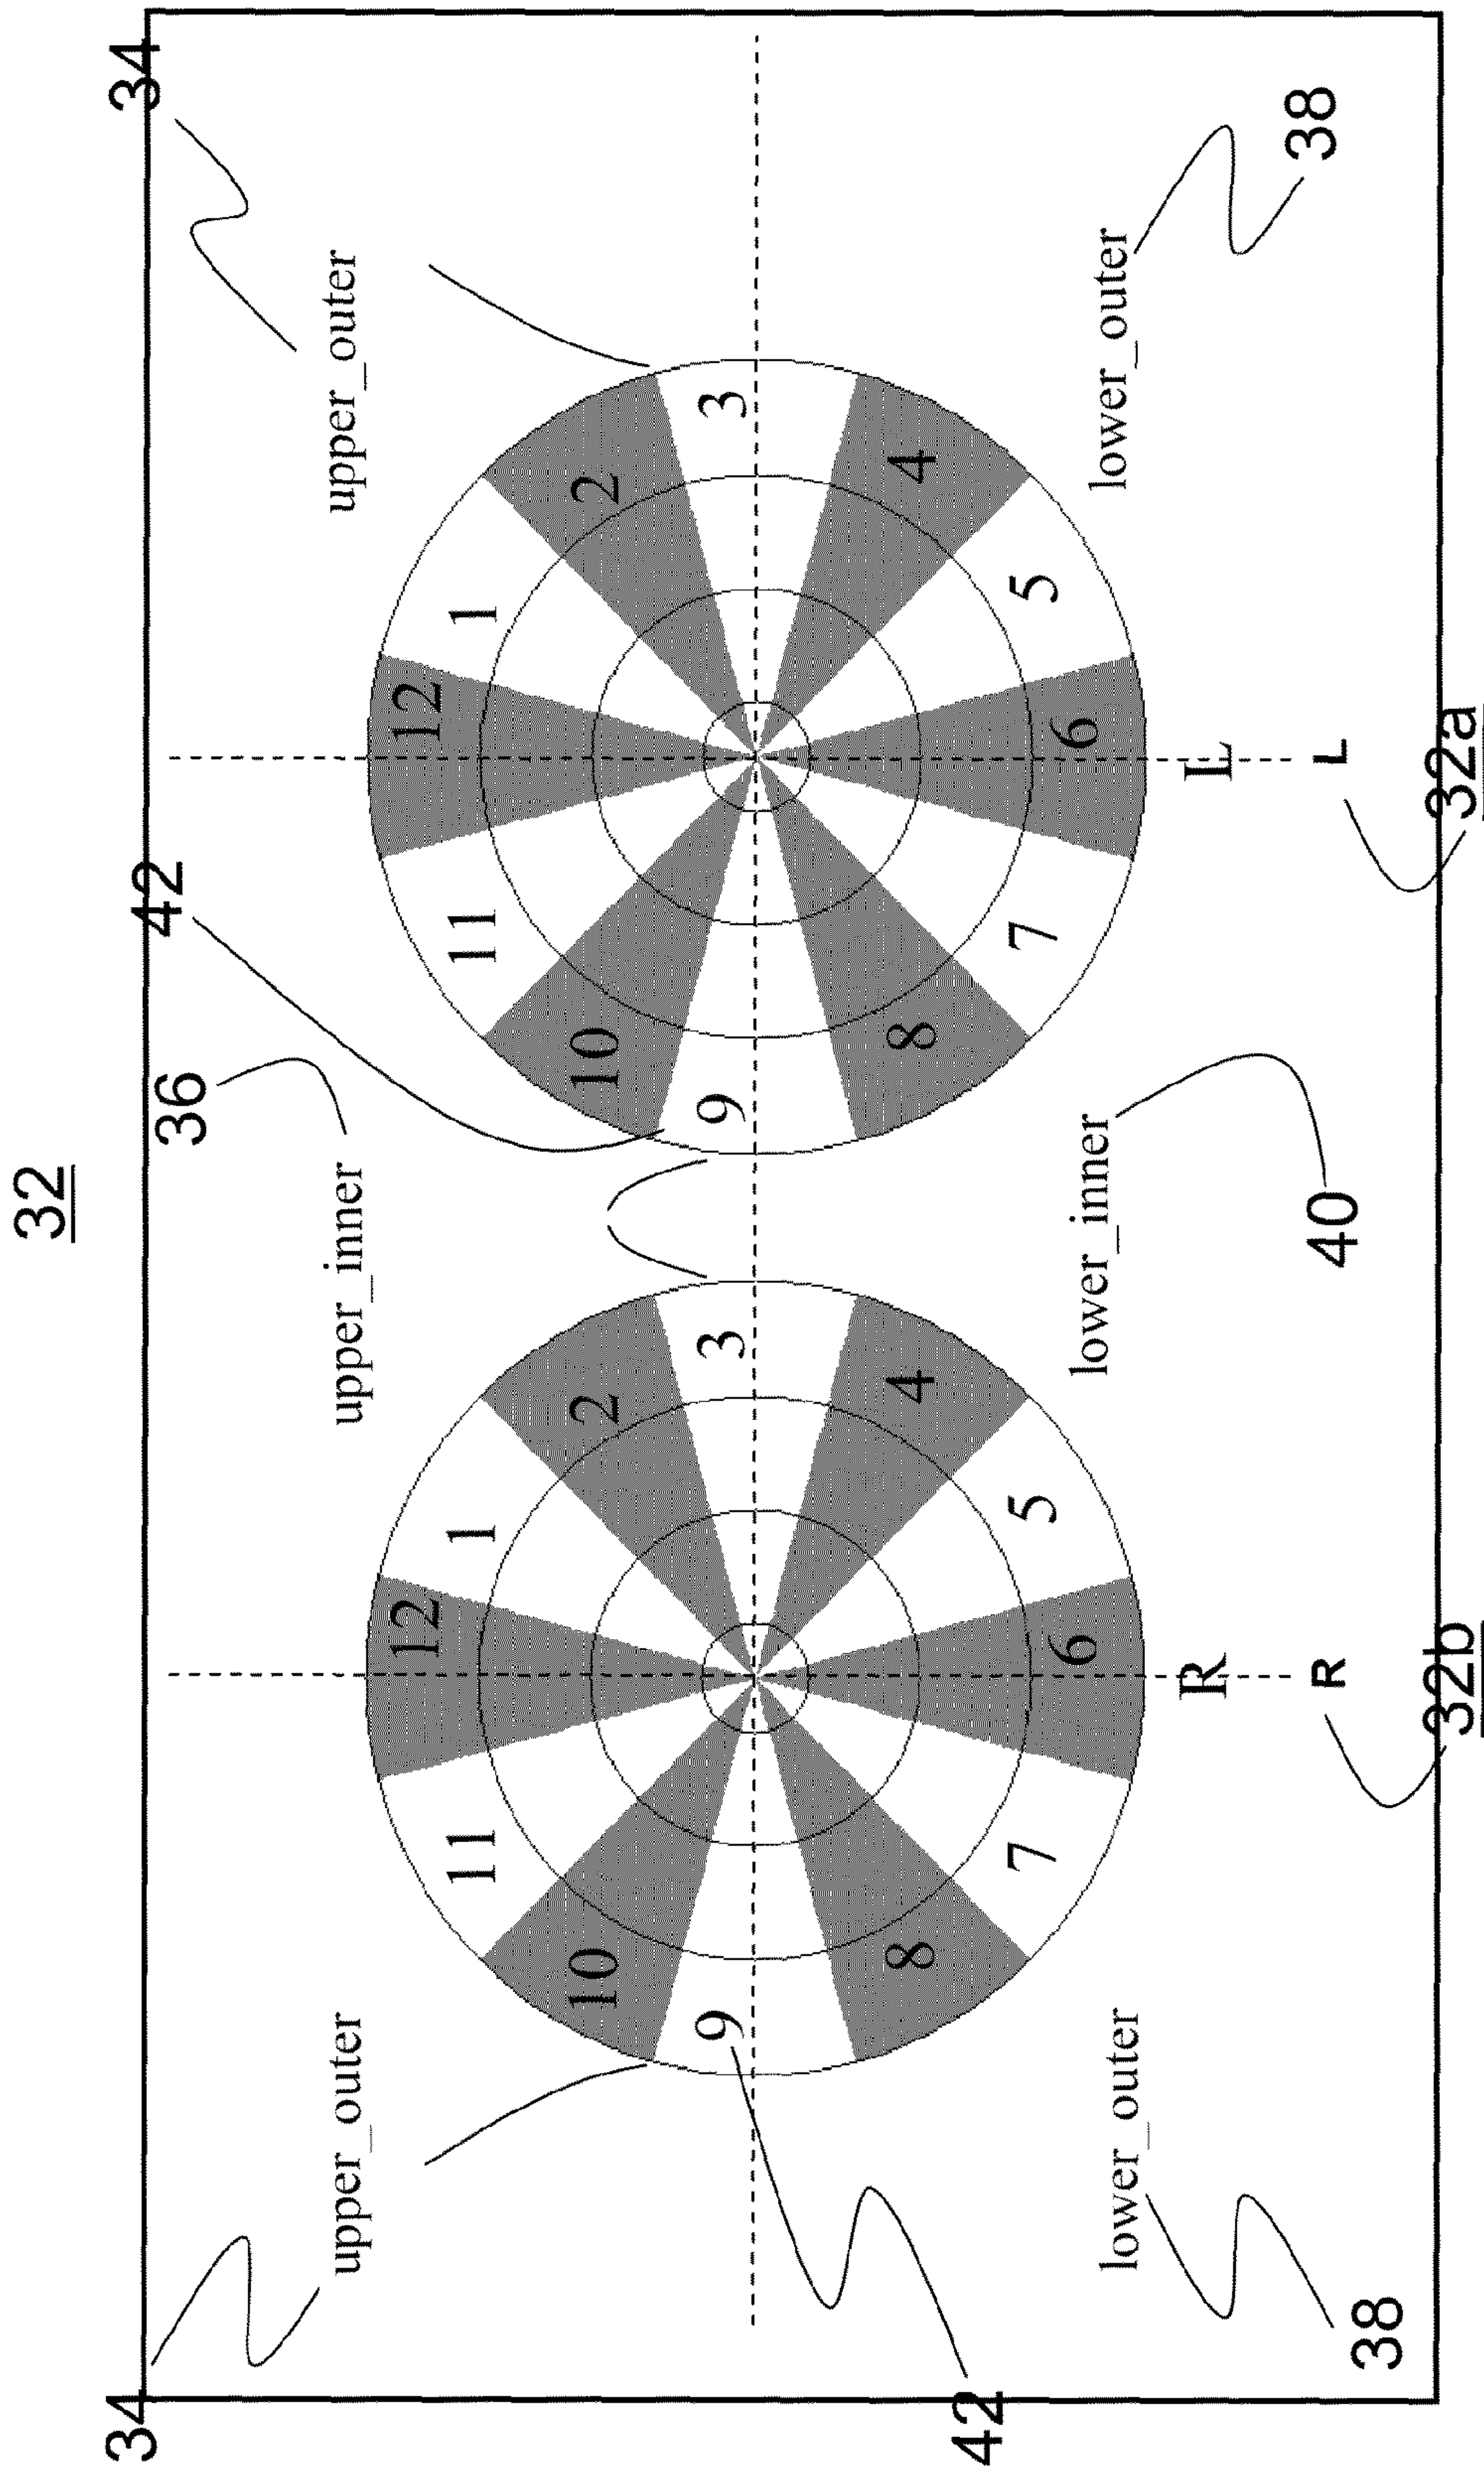 32
34 34
36 42
upper_outer upper_inner upper_outer
12 12
11 1 11 1
10 2 10 2
9 3 9 3
8 4 8 4
42
7 5 7 5
6 6
lower_outer lower_inner lower_outer
R L
R 40 L 38
38
32b 32a